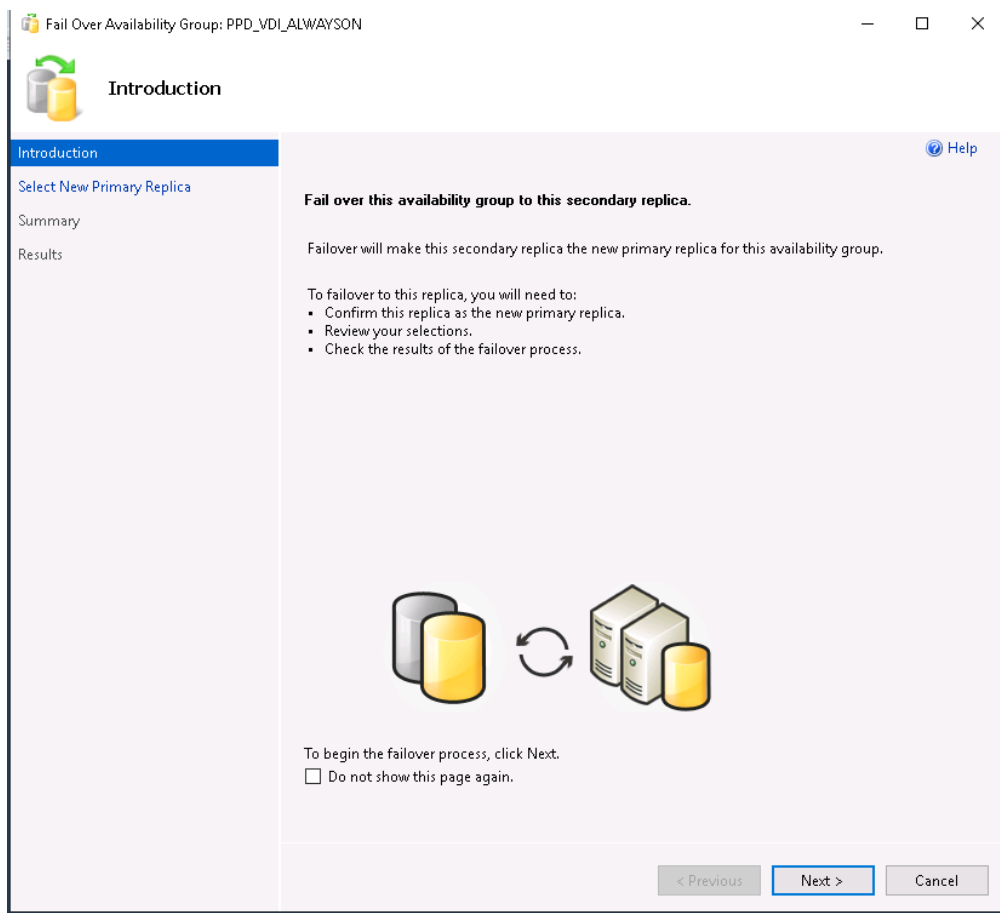 Fail Over Availability Group: PPD_VDI_ALWAYSON
Introduction
Introduction
Help
Select New Primary Replica
Summary
Results
Fail over this availability group to this secondary replica.
Failover will make this secondary replica the new primary replica for this availability group.
To failover to this replica, you will need to:
▪ Confirm this replica as the new primary replica.
▪ Review your selections.
▪ Check the results of the failover process.
To begin the failover process, click Next.
Do not show this page again.
< Previous Next > Cancel